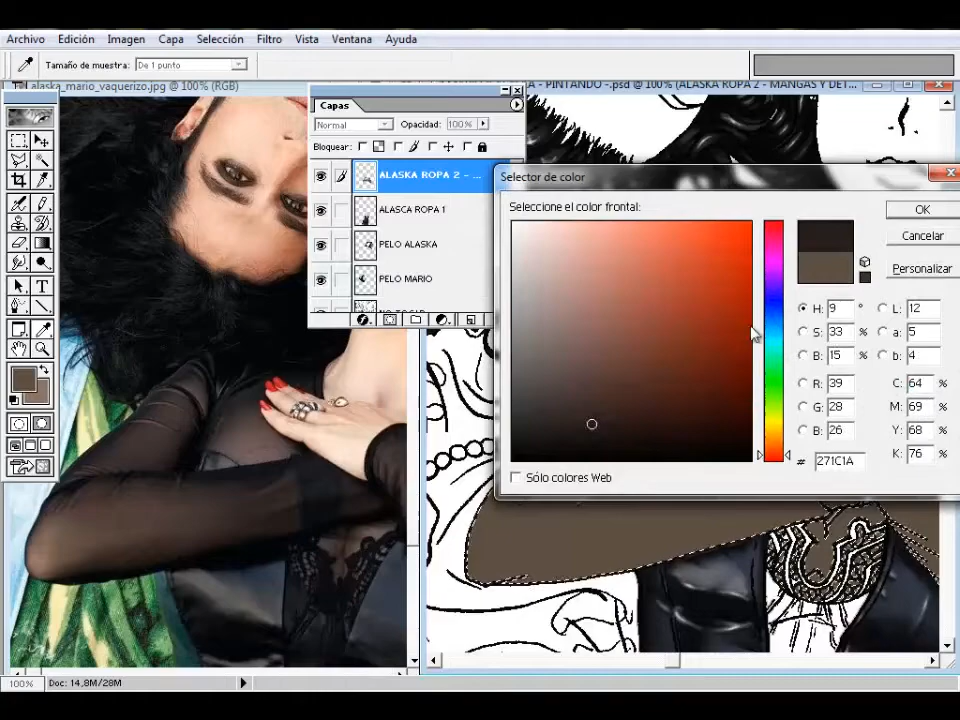 Archivo Edición Imagen Capa Selección Filtro Vista Ventana Ayuda
Tamaño de muestra: De 1 punto
alaska_mario_vaquerizo.jpg @ 100% (RGB)
A - PINTANDO -.psd @ 100% (ALASKA ROPA 2 - MANGAS Y DET...
Capas
Normal Opacidad: 100%
Bloquear:
ALASKA ROPA 2 - ...
ALASCA ROPA 1
PELO ALASKA
PELO MARIO
Selector de color
Seleccione el color frontal:
OK
Cancelar
Personalizar
H: 9 ° L: 12
S: 33 % a: 5
B: 15 % b: 4
R: 39 C: 64 %
G: 28 M: 69 %
B: 26 Y: 68 %
# 271C1A K: 76 %
Sólo colores Web
100% Doc: 14,8M/28M